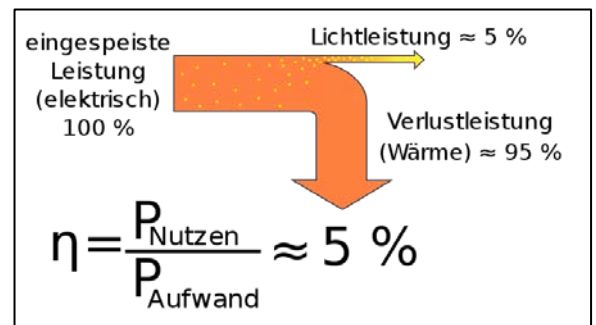 eingespeiste
Leistung
(elektrisch)
100 %
Lichtleistung ≈ 5 %
Verlustleistung
(Wärme) ≈ 95 %
η = P_Nutzen / P_Aufwand ≈ 5 %